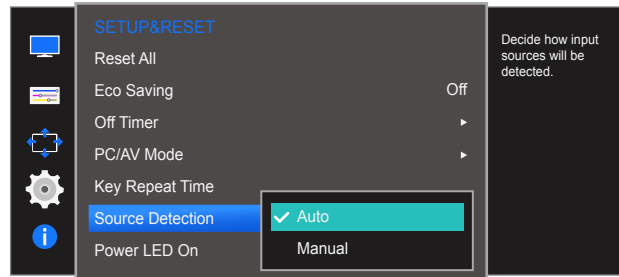 SETUP&RESET
Reset All
Eco Saving Off
Off Timer
PC/AV Mode
Key Repeat Time
Source Detection
Power LED On
Auto
Manual
Decide how input
sources will be
detected.